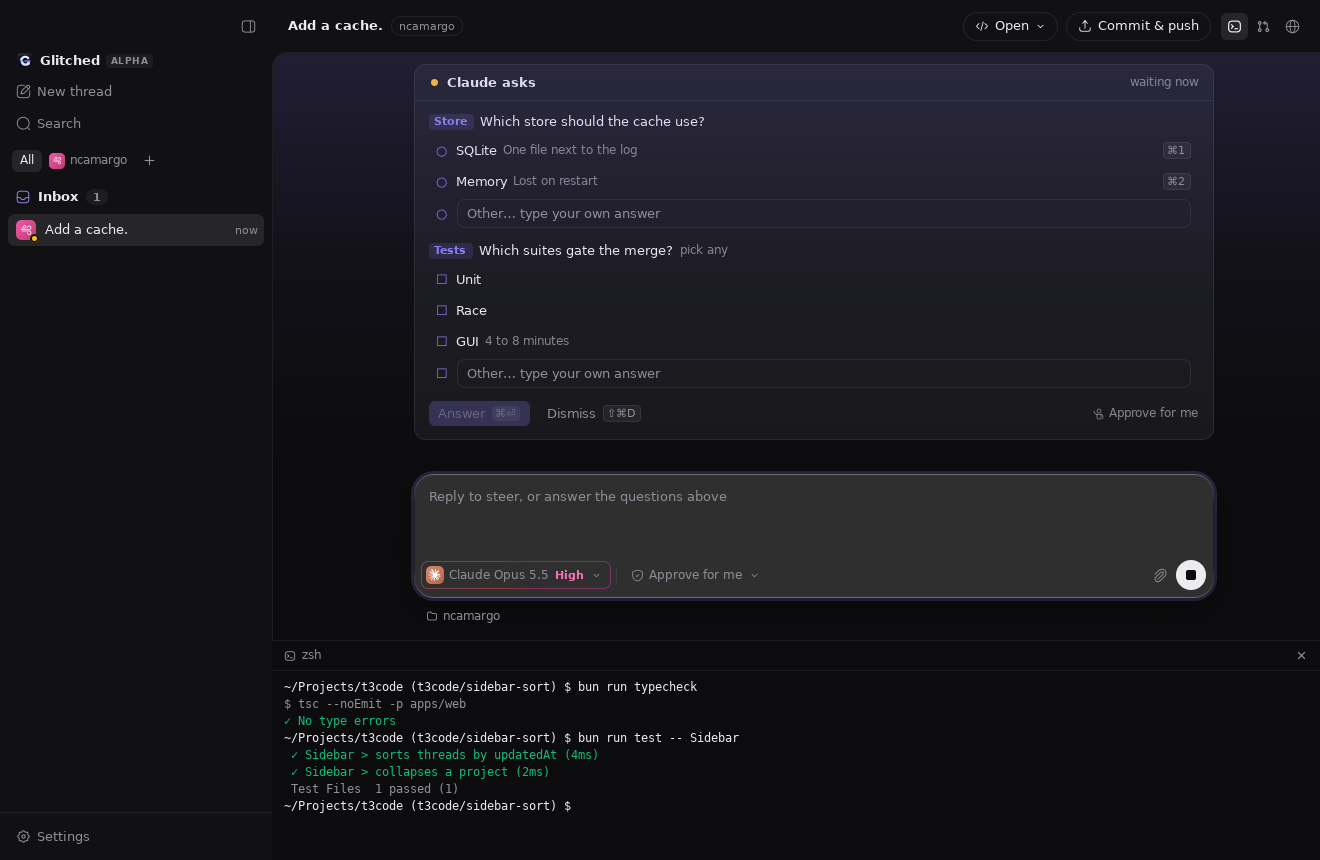 Glitched ALPHA
New thread
Search
All ncamargo
Inbox 1
Add a cache. now
Settings
Add a cache. ncamargo
Open
Commit & push
Claude asks waiting now
Store Which store should the cache use?
SQLite One file next to the log ⌘1
Memory Lost on restart ⌘2
Other... type your own answer
Tests Which suites gate the merge? pick any
Unit
Race
GUI 4 to 8 minutes
Other... type your own answer
Answer ⌘⏎ Dismiss ⇧⌘D Approve for me
Reply to steer, or answer the questions above
Claude Opus 5.5 High Approve for me
ncamargo
zsh
~/Projects/t3code (t3code/sidebar-sort) $ bun run typecheck
$ tsc --noEmit -p apps/web
✓ No type errors
~/Projects/t3code (t3code/sidebar-sort) $ bun run test -- Sidebar
✓ Sidebar > sorts threads by updatedAt (4ms)
✓ Sidebar > collapses a project (2ms)
Test Files  1 passed (1)
~/Projects/t3code (t3code/sidebar-sort) $